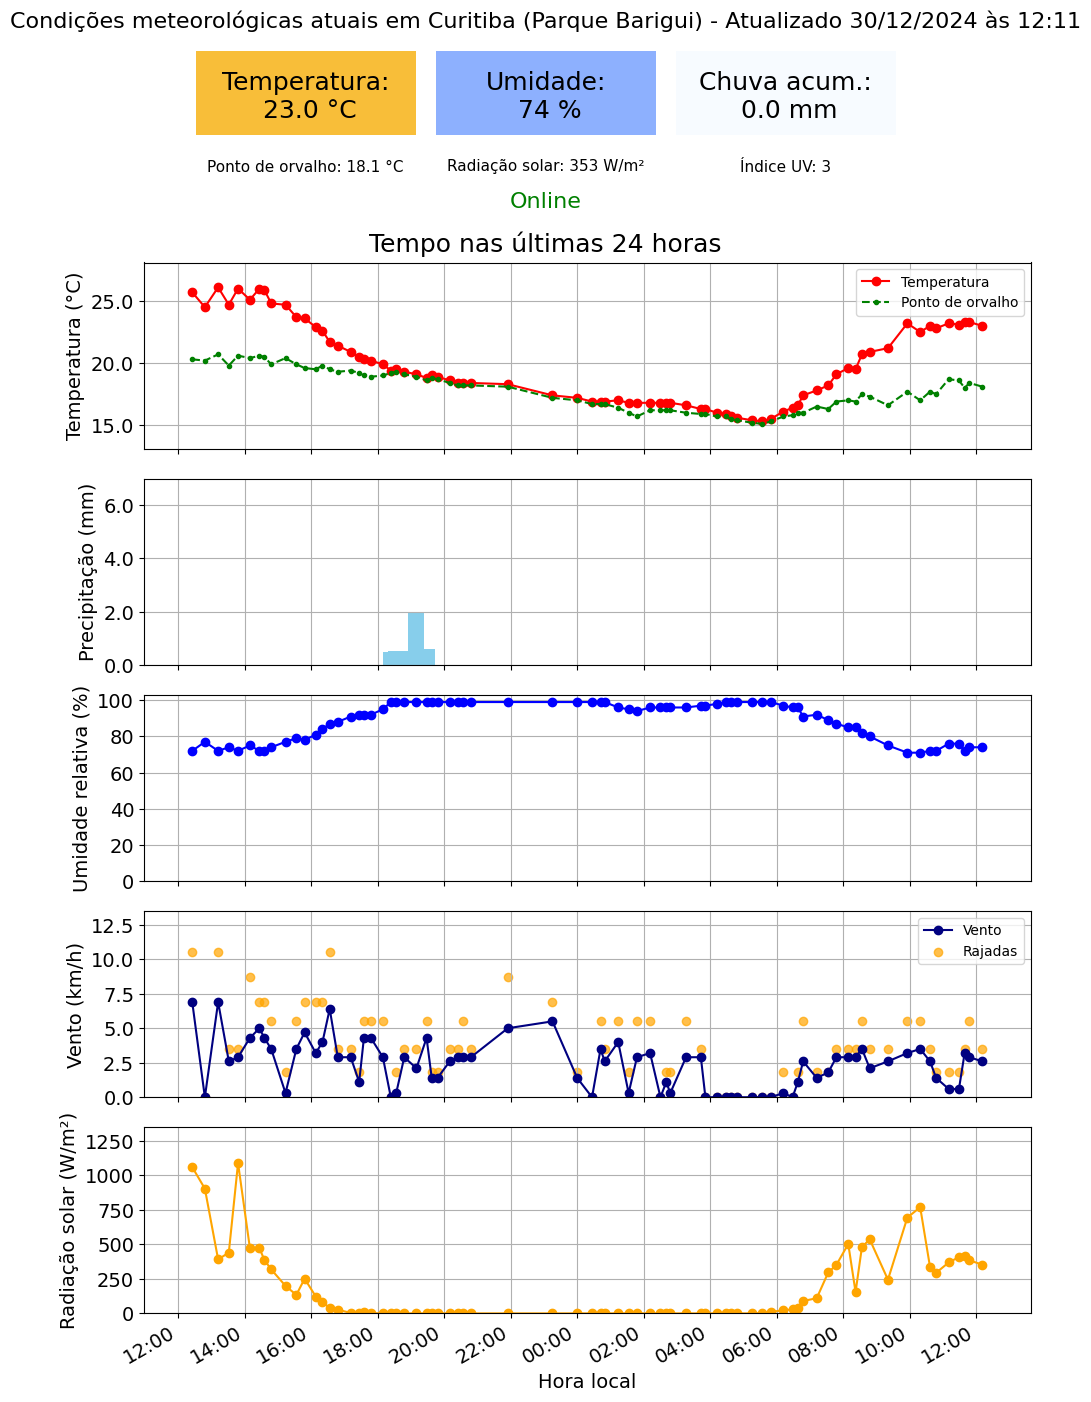 Condições meteorológicas atuais em Curitiba (Parque Barigui) - Atualizado 30/12/2024 às 12:11
Temperatura:
23.0 °C
Umidade:
74 %
Chuva acum.:
0.0 mm
Ponto de orvalho: 18.1 °C
Radiação solar: 353 W/m²
Índice UV: 3
Online
Tempo nas últimas 24 horas
Temperatura (°C)
25.0
20.0
15.0
Temperatura
Ponto de orvalho
Precipitação (mm)
6.0
4.0
2.0
0.0
Umidade relativa (%)
100
80
60
40
20
0
Vento (km/h)
12.5
10.0
7.5
5.0
2.5
0.0
Vento
Rajadas
Radiação solar (W/m²)
1250
1000
750
500
250
0
12:00
14:00
16:00
18:00
20:00
22:00
00:00
02:00
04:00
06:00
08:00
10:00
12:00
Hora local